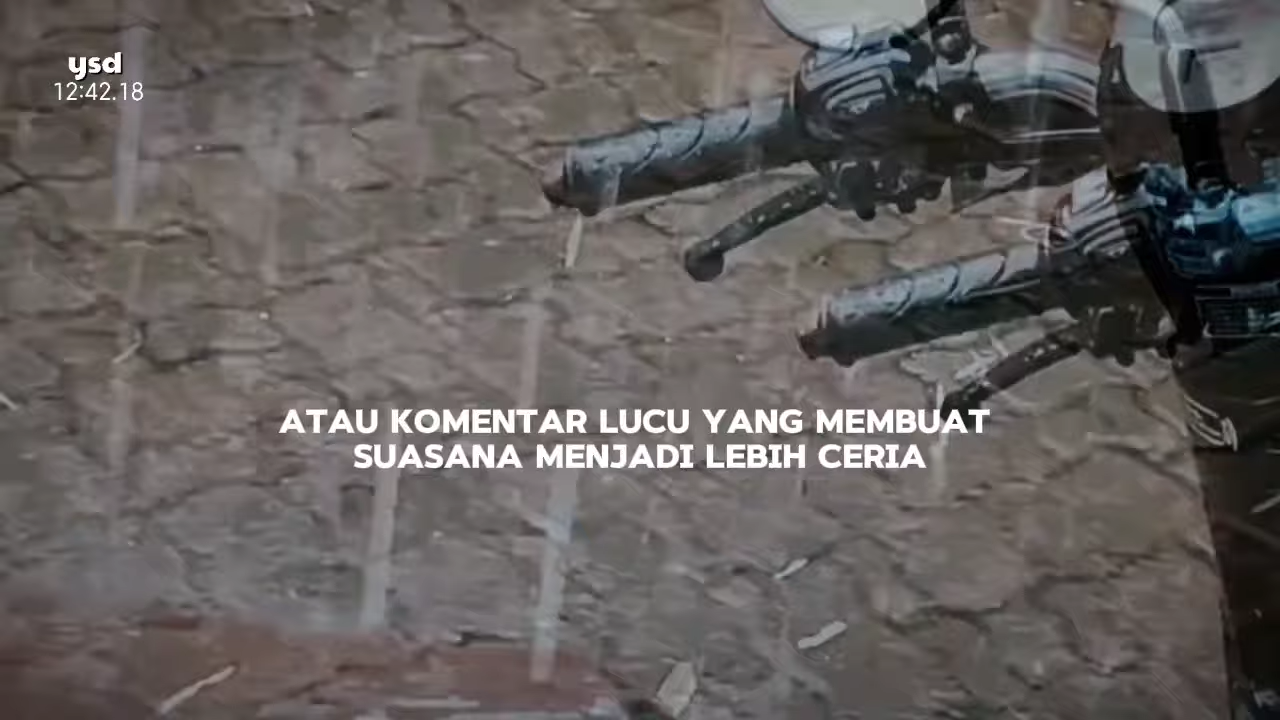 ysd
12:42.18
ATAU KOMENTAR LUCU YANG MEMBUAT
SUASANA MENJADI LEBIH CERIA